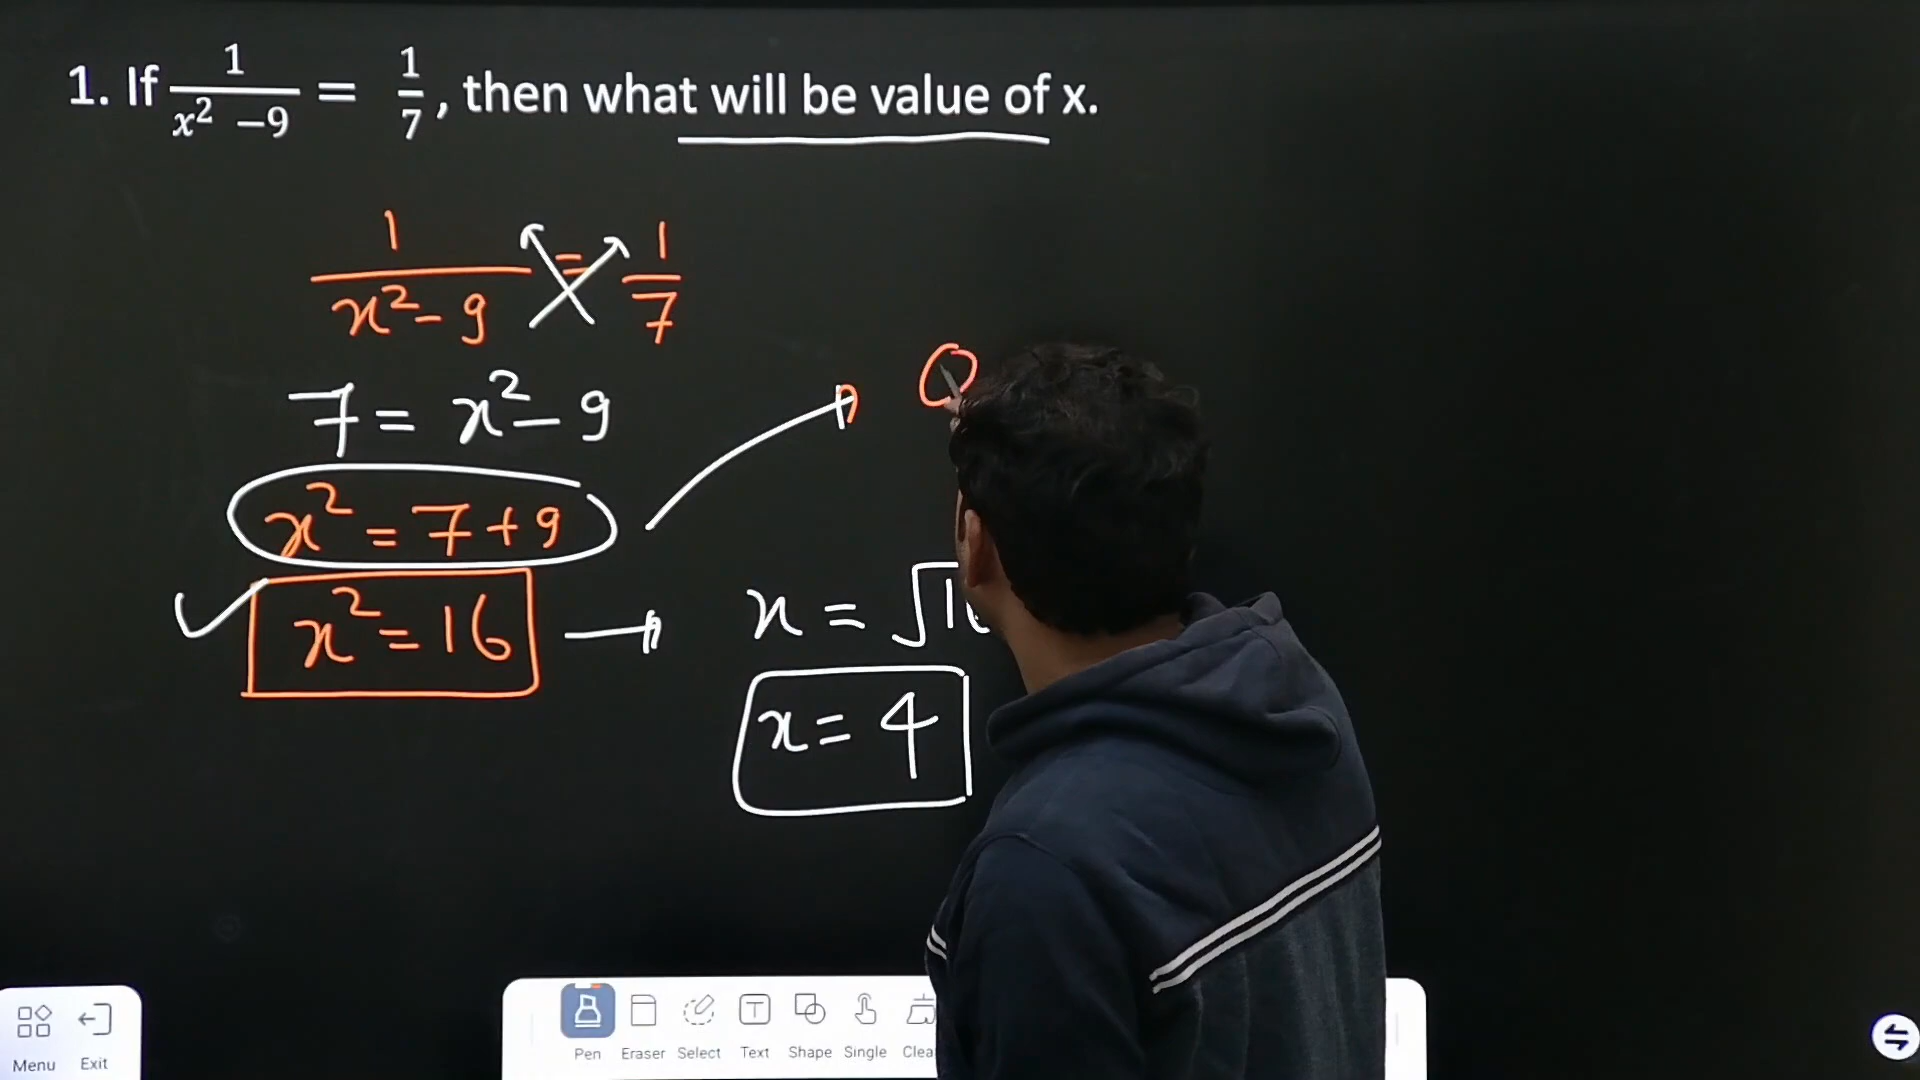 1. If 1/(x² −9) = 1/7, then what will be value of x.
1/(x² - 9) = 1/7
7 = x² - 9
x² = 7 + 9
x² = 16
x = √1
x = 4
Menu Exit
Pen Eraser Select Text Shape Single